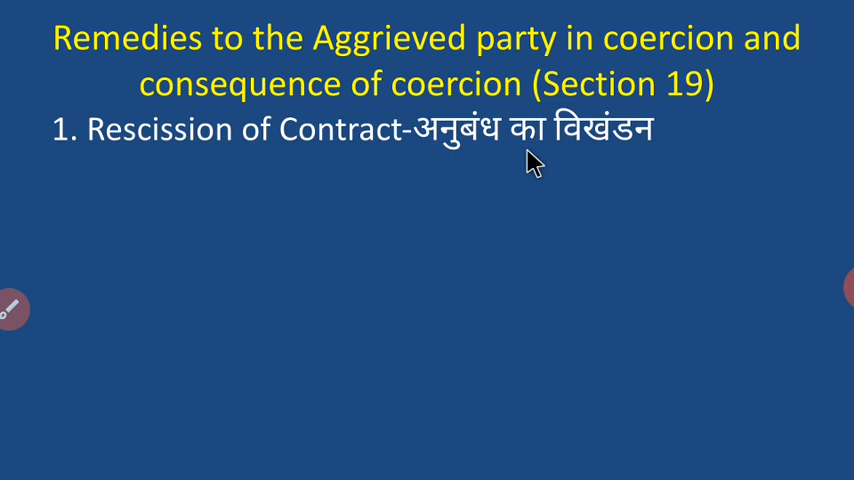 Remedies to the Aggrieved party in coercion and
consequence of coercion (Section 19)
1. Rescission of Contract-अनुबंध का विखंडन